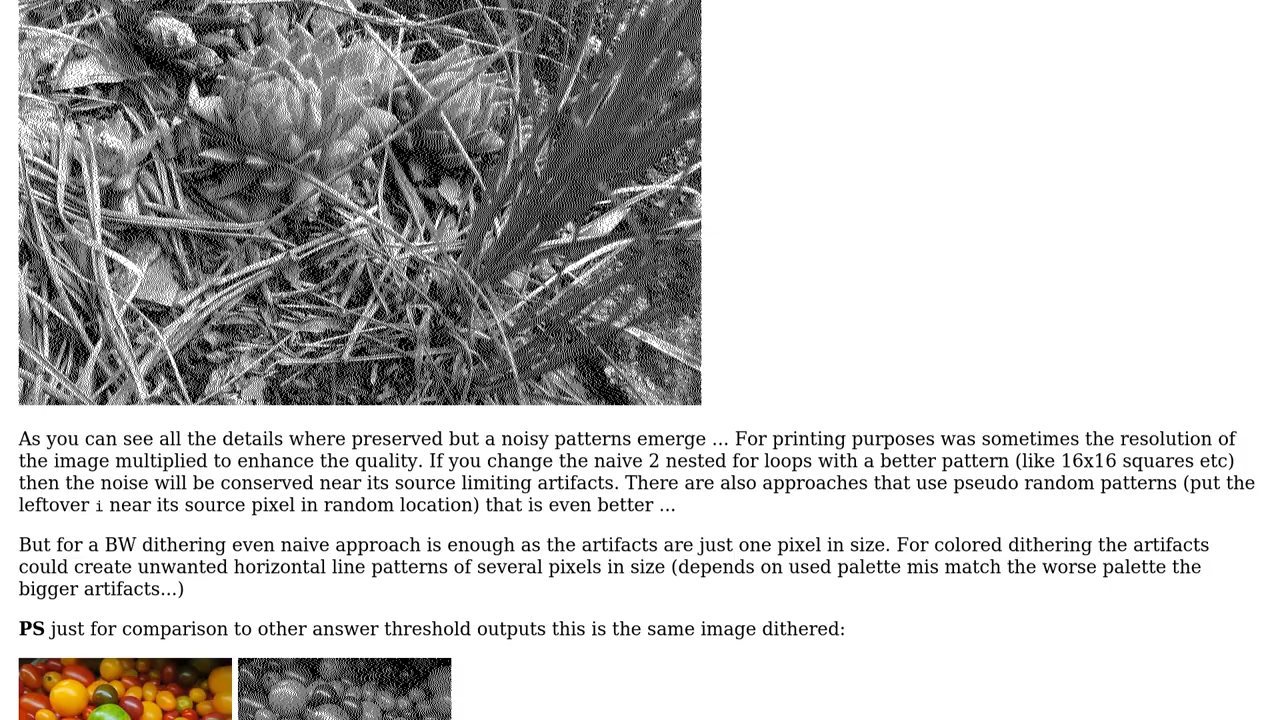 As you can see all the details where preserved but a noisy patterns emerge ... For printing purposes was sometimes the resolution of
the image multiplied to enhance the quality. If you change the naive 2 nested for loops with a better pattern (like 16x16 squares etc)
then the noise will be conserved near its source limiting artifacts. There are also approaches that use pseudo random patterns (put the
leftover i near its source pixel in random location) that is even better ...
But for a BW dithering even naive approach is enough as the artifacts are just one pixel in size. For colored dithering the artifacts
could create unwanted horizontal line patterns of several pixels in size (depends on used palette mis match the worse palette the
bigger artifacts...)
PS just for comparison to other answer threshold outputs this is the same image dithered: